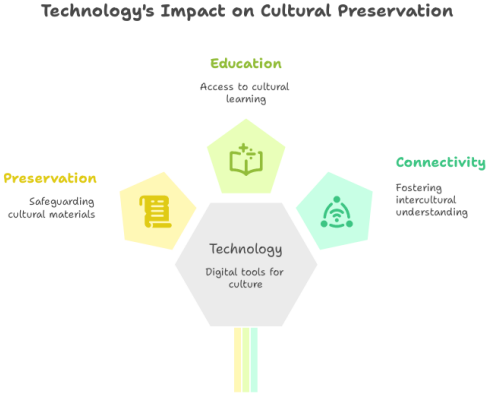 Technology's Impact on Cultural Preservation
Education
Access to cultural
learning
Preservation
Safeguarding
cultural materials
Connectivity
Fostering
intercultural
understanding
Technology
Digital tools for
culture